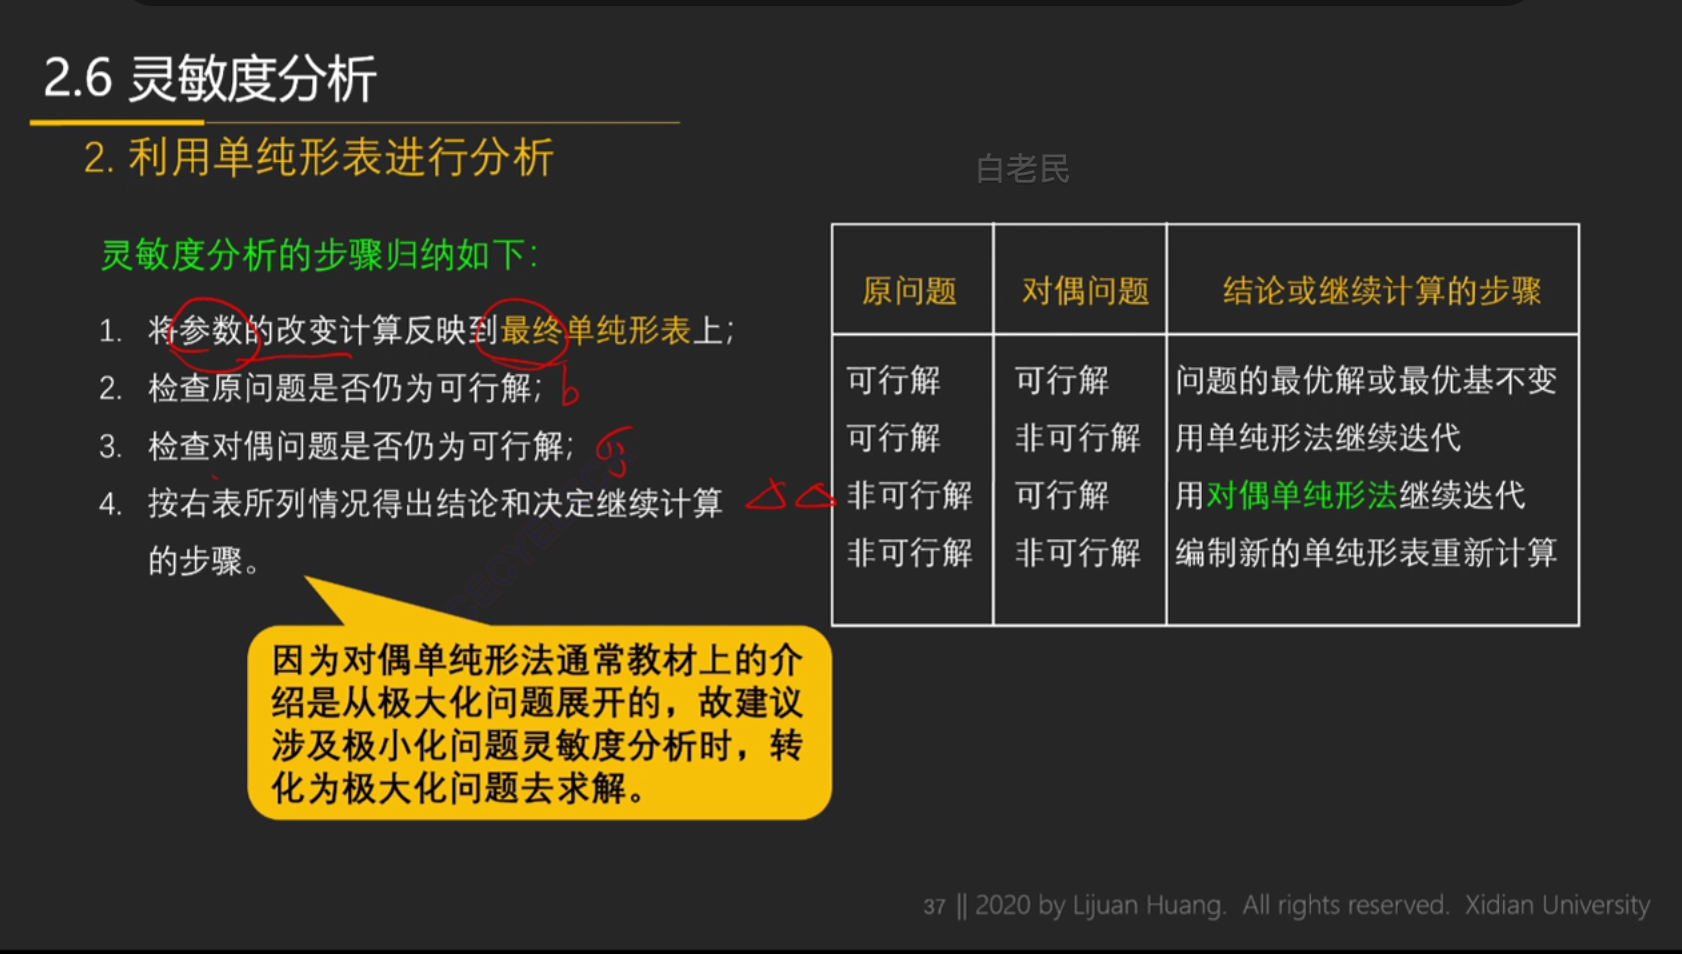 2.6 灵敏度分析
2. 利用单纯形表进行分析
白老民
灵敏度分析的步骤归纳如下：
1. 将参数的改变计算反映到最终单纯形表上；
2. 检查原问题是否仍为可行解； b
3. 检查对偶问题是否仍为可行解； σj
4. 按右表所列情况得出结论和决定继续计算
的步骤。
因为对偶单纯形法通常教材上的介
绍是从极大化问题展开的，故建议
涉及极小化问题灵敏度分析时，转
化为极大化问题去求解。
原问题 对偶问题 结论或继续计算的步骤
可行解 可行解 问题的最优解或最优基不变
可行解 非可行解 用单纯形法继续迭代
非可行解 可行解 用对偶单纯形法继续迭代
非可行解 非可行解 编制新的单纯形表重新计算
37 || 2020 by Lijuan Huang. All rights reserved. Xidian University